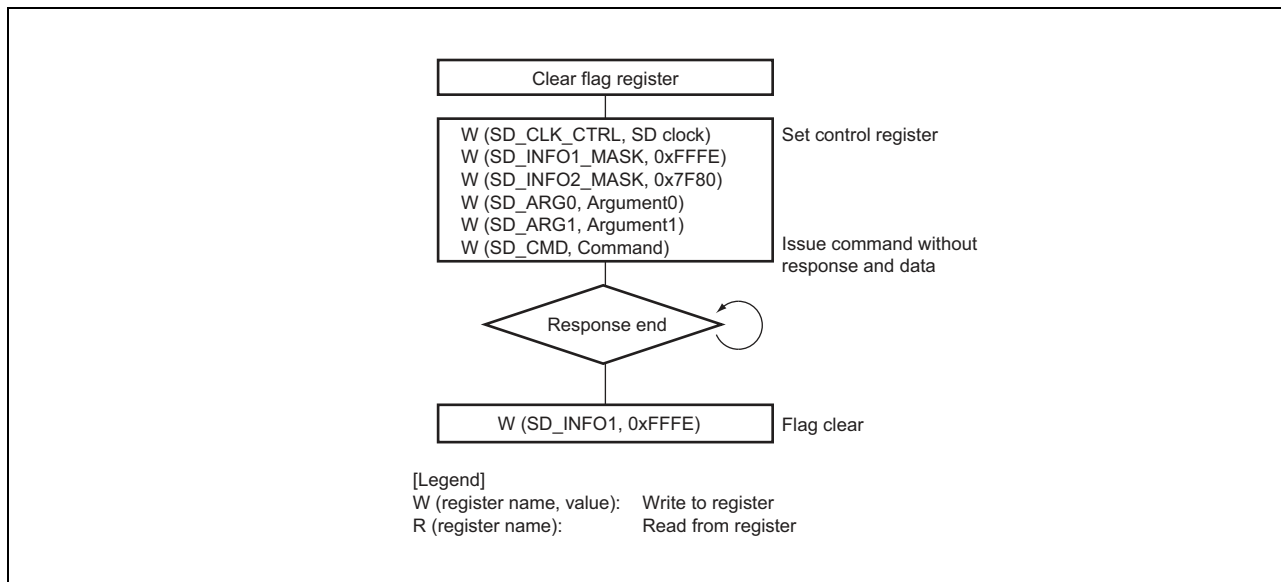 Clear flag register
W (SD_CLK_CTRL, SD clock)
Set control register
W (SD_INFO1_MASK, 0xFFFE)
W (SD_INFO2_MASK, 0x7F80)
W (SD_ARG0, Argument0)
W (SD_ARG1, Argument1)
W (SD_CMD, Command)
Issue command without
response and data
Response end
W (SD_INFO1, 0xFFFE)
Flag clear
[Legend]
W (register name, value): Write to register
R (register name): Read from register